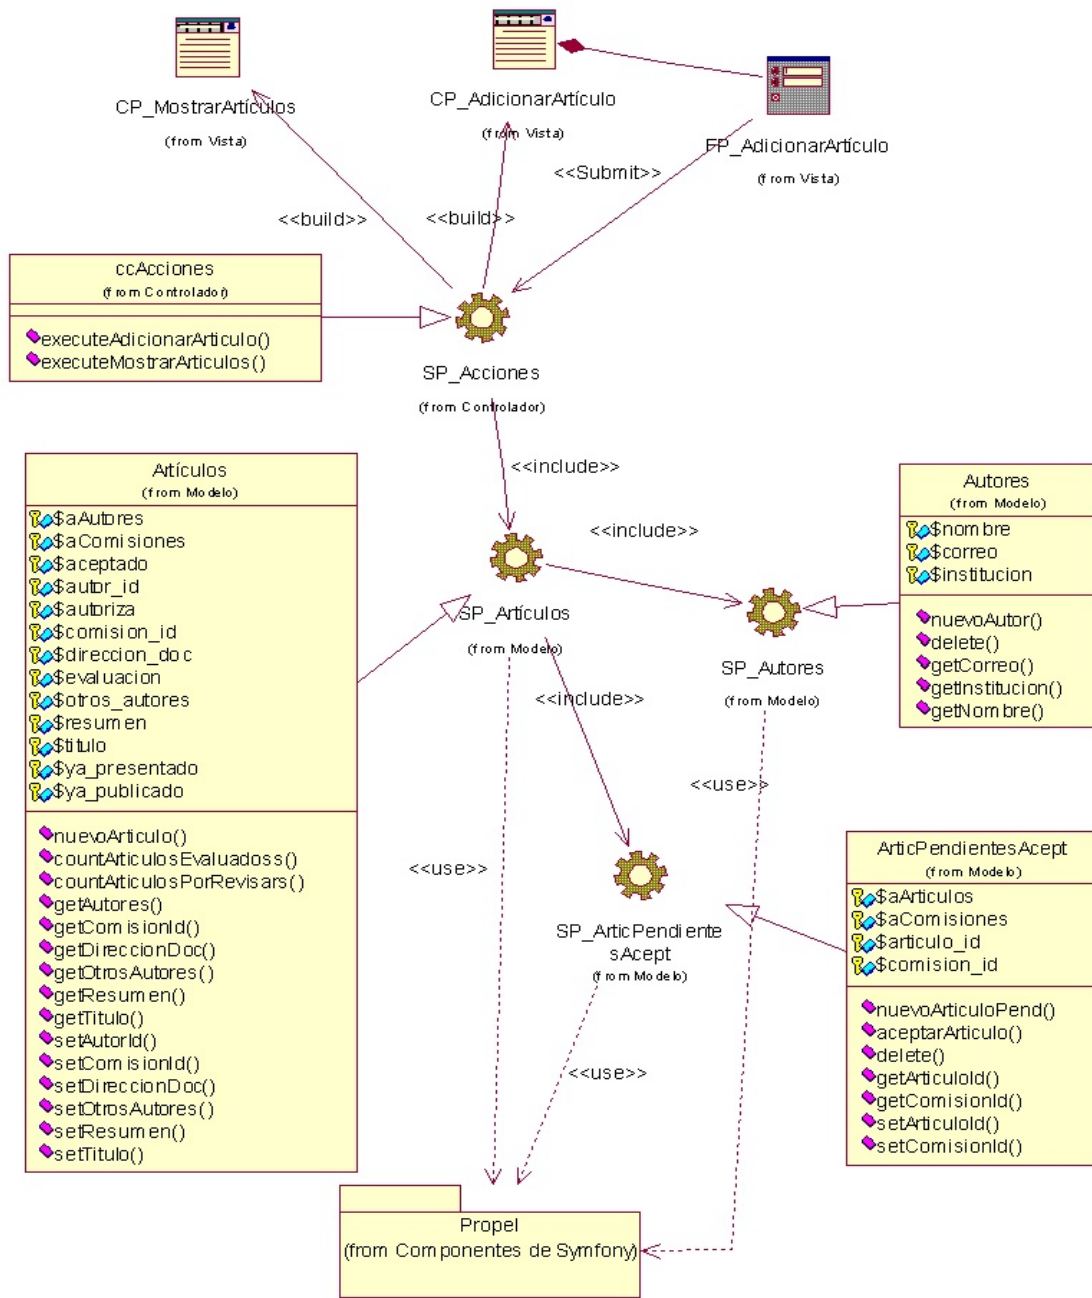 CP_MostrarArtículos
(from Vista)
CP_AdicionarArtículo
(from Vista)
FP_AdicionarArtículo
(from Vista)
<<Submit>>
<<build>>
<<build>>
ccAcciones
(from Controlador)
executeAdicionarArticulo()
executeMostrarArticulos()
SP_Acciones
(from Controlador)
<<include>>
Artículos
(from Modelo)
$aAutores
$aComisiones
$aceptado
$autor_id
$autoriza
$comision_id
$direccion_doc
$evaluacion
$otros_autores
$resumen
$titulo
$ya_presentado
$ya_publicado
nuevoArticulo()
countArticulosEvaluadoss()
countArticulosPorRevisars()
getAutores()
getComisionId()
getDireccionDoc()
getOtrosAutores()
getResumen()
getTitulo()
setAutorId()
setComisionId()
setDireccionDoc()
setOtrosAutores()
setResumen()
setTitulo()
<<include>>
SP_Artículos
(from Modelo)
<<include>>
SP_Autores
(from Modelo)
Autores
(from Modelo)
$nombre
$correo
$institucion
nuevoAutor()
delete()
getCorreo()
getInstitucion()
getNombre()
<<use>>
<<use>>
SP_ArticPendiente
sAcept
(from Modelo)
<<use>>
ArticPendientesAcept
(from Modelo)
$aArticulos
$aComisiones
$articulo_id
$comision_id
nuevoArticuloPend()
aceptarArticulo()
delete()
getArticuloId()
getComisionId()
setArticuloId()
setComisionId()
Propel
(from Componentes de Symfony)